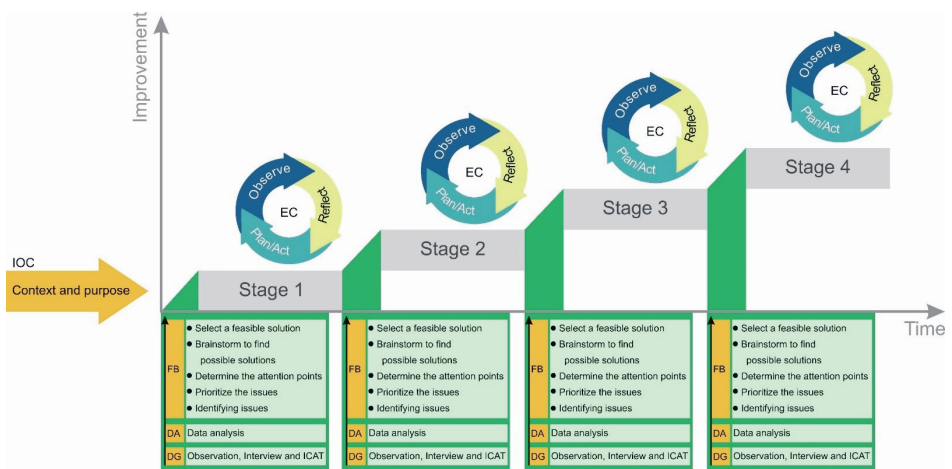 Improvement
Observe
Reflect
Plan/Act
EC
Observe
Reflect
Plan/Act
EC
Observe
Reflect
Plan/Act
EC
Observe
Reflect
Plan/Act
EC
Stage 4
Stage 3
Stage 2
Stage 1
IOC
Context and purpose
Time
FB
● Select a feasible solution
● Brainstorm to find
possible solutions
● Determine the attention points
● Prioritize the issues
● Identifying issues
DA
Data analysis
DG
Observation, Interview and ICAT
FB
● Select a feasible solution
● Brainstorm to find
possible solutions
● Determine the attention points
● Prioritize the issues
● Identifying issues
DA
Data analysis
DG
Observation, Interview and ICAT
FB
● Select a feasible solution
● Brainstorm to find
possible solutions
● Determine the attention points
● Prioritize the issues
● Identifying issues
DA
Data analysis
DG
Observation, Interview and ICAT
FB
● Select a feasible solution
● Brainstorm to find
possible solutions
● Determine the attention points
● Prioritize the issues
● Identifying issues
DA
Data analysis
DG
Observation, Interview and ICAT